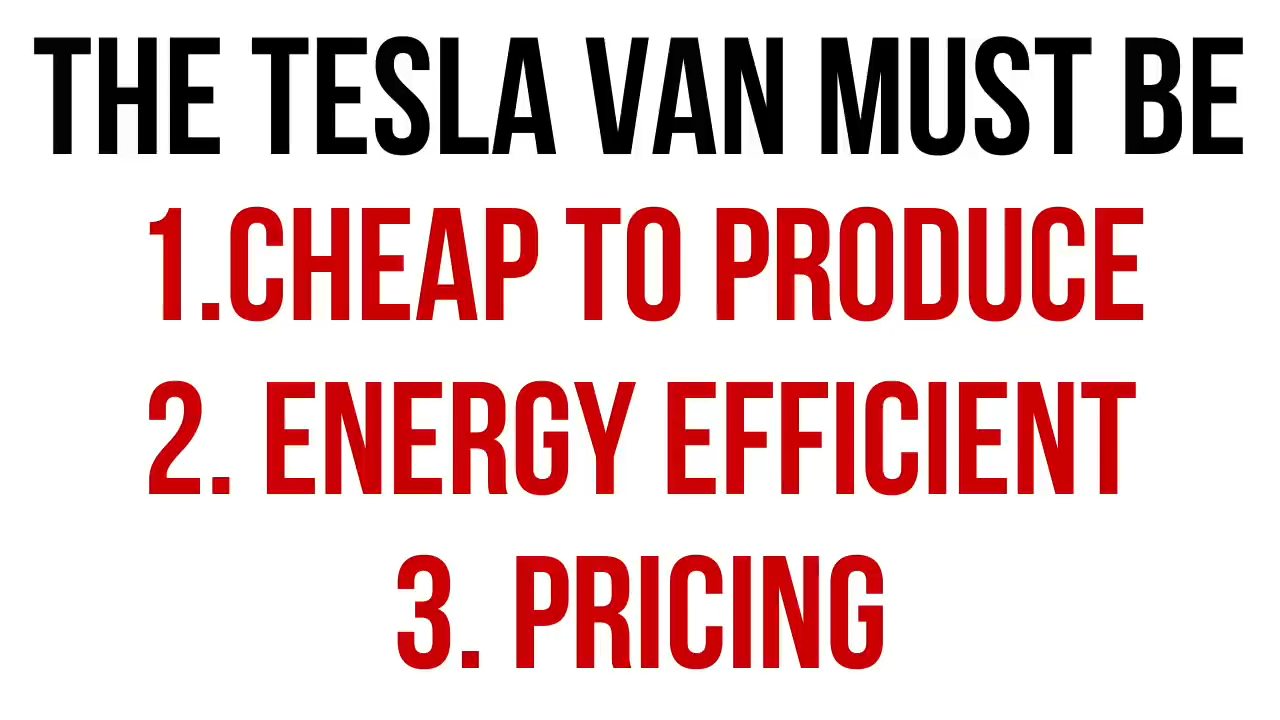 THE TESLA VAN MUST BE
1.CHEAP TO PRODUCE
2. ENERGY EFFICIENT
3. PRICING